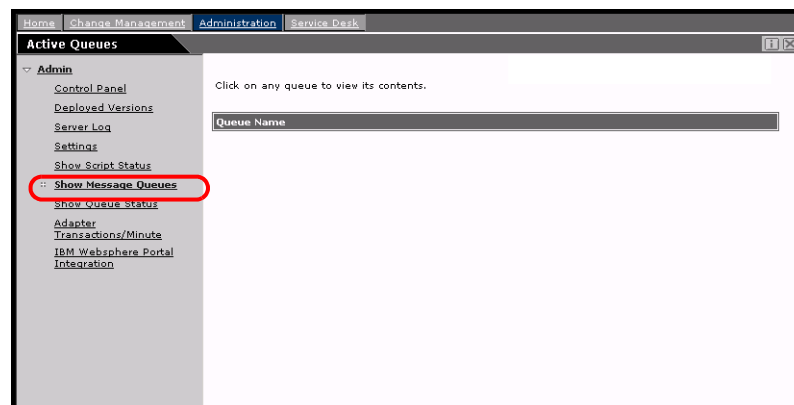 Home Change Management Administration Service Desk
Active Queues
Admin
Control Panel
Click on any queue to view its contents.
Deployed Versions
Queue Name
Server Log
Settings
Show Script Status
Show Message Queues
Show Queue Status
Adapter
Transactions/Minute
IBM Websphere Portal
Integration